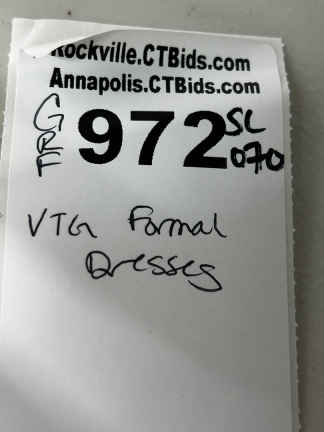 Rockville.CTBids.com
Annapolis.CTBids.com
GRF 972 SL 070
VTG Formal
Dresses